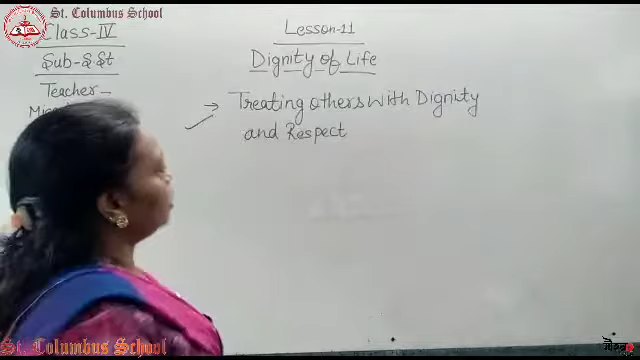 St. Columbus School
Class-IV
Sub-S St
Teacher-
Lesson-11
Dignity of Life
→ Treating others with Dignity
and Respect
St. Columbus School